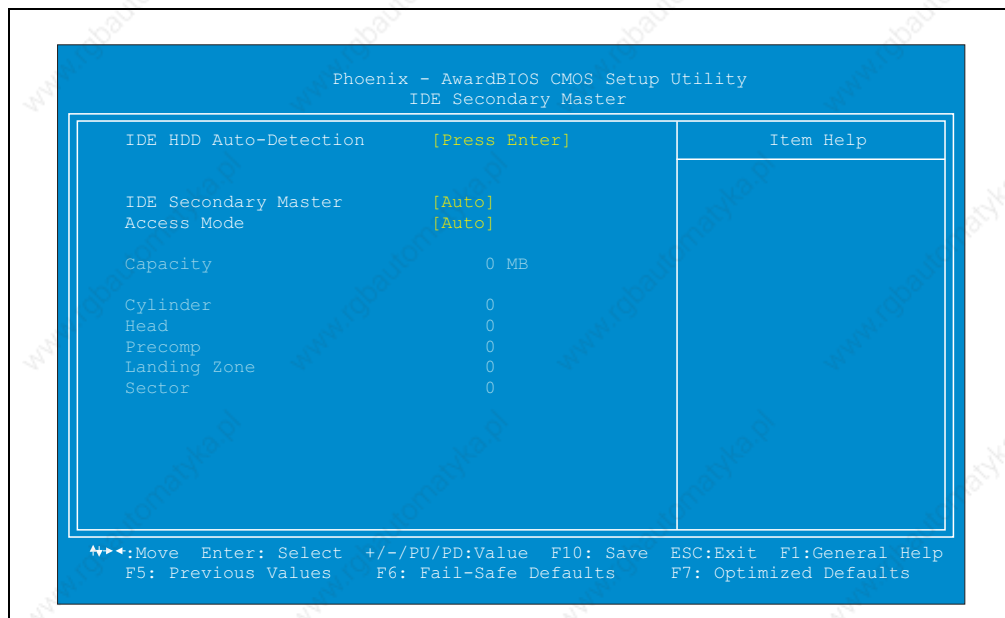 Phoenix - AwardBIOS CMOS Setup Utility
IDE Secondary Master
IDE HDD Auto-Detection [Press Enter] Item Help
IDE Secondary Master [Auto]
Access Mode [Auto]
Capacity 0 MB
Cylinder 0
Head 0
Precomp 0
Landing Zone 0
Sector 0
:Move Enter: Select +/-/PU/PD:Value F10: Save ESC:Exit F1:General Help
F5: Previous Values F6: Fail-Safe Defaults F7: Optimized Defaults
www.rgbautomatyka.pl